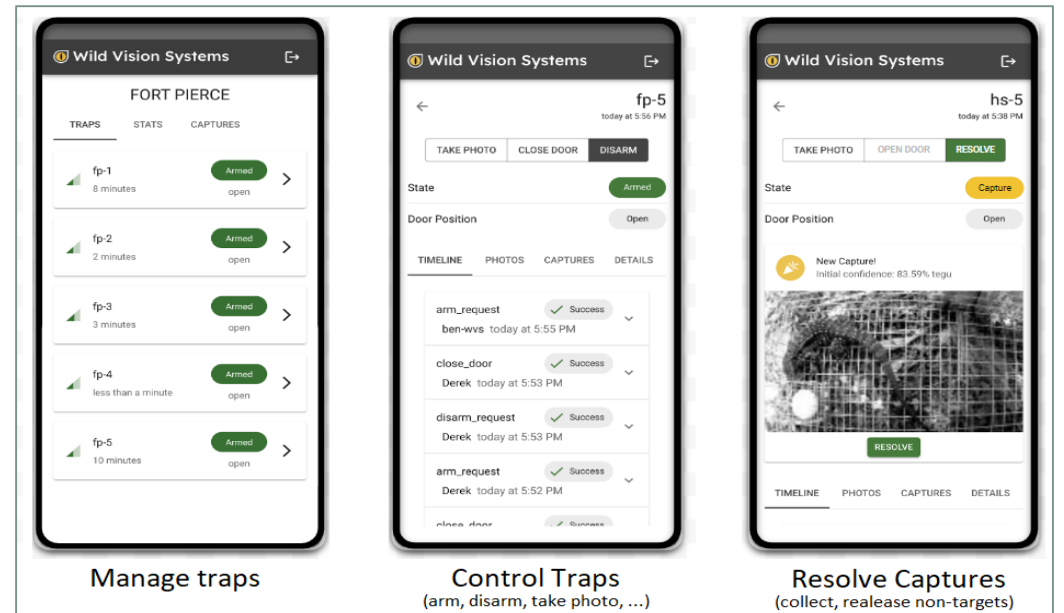 Wild Vision Systems
FORT PIERCE
TRAPS STATS CAPTURES
fp-1 Armed
8 minutes open
fp-2 Armed
2 minutes open
fp-3 Armed
3 minutes open
fp-4 Armed
less than a minute open
fp-5 Armed
10 minutes open
Manage traps
Wild Vision Systems
fp-5
today at 5:56 PM
TAKE PHOTO CLOSE DOOR DISARM
State Armed
Door Position Open
TIMELINE PHOTOS CAPTURES DETAILS
arm_request Success
ben-wvs today at 5:55 PM
close_door Success
Derek today at 5:53 PM
disarm_request Success
Derek today at 5:53 PM
arm_request Success
Derek today at 5:52 PM
close_door Success
Control Traps
(arm, disarm, take photo, ...)
Wild Vision Systems
hs-5
today at 5:38 PM
TAKE PHOTO OPEN DOOR RESOLVE
State Capture
Door Position Open
New Capture!
Initial confidence: 83.59% tegu
RESOLVE
TIMELINE PHOTOS CAPTURES DETAILS
Resolve Captures
(collect, realease non-targets)